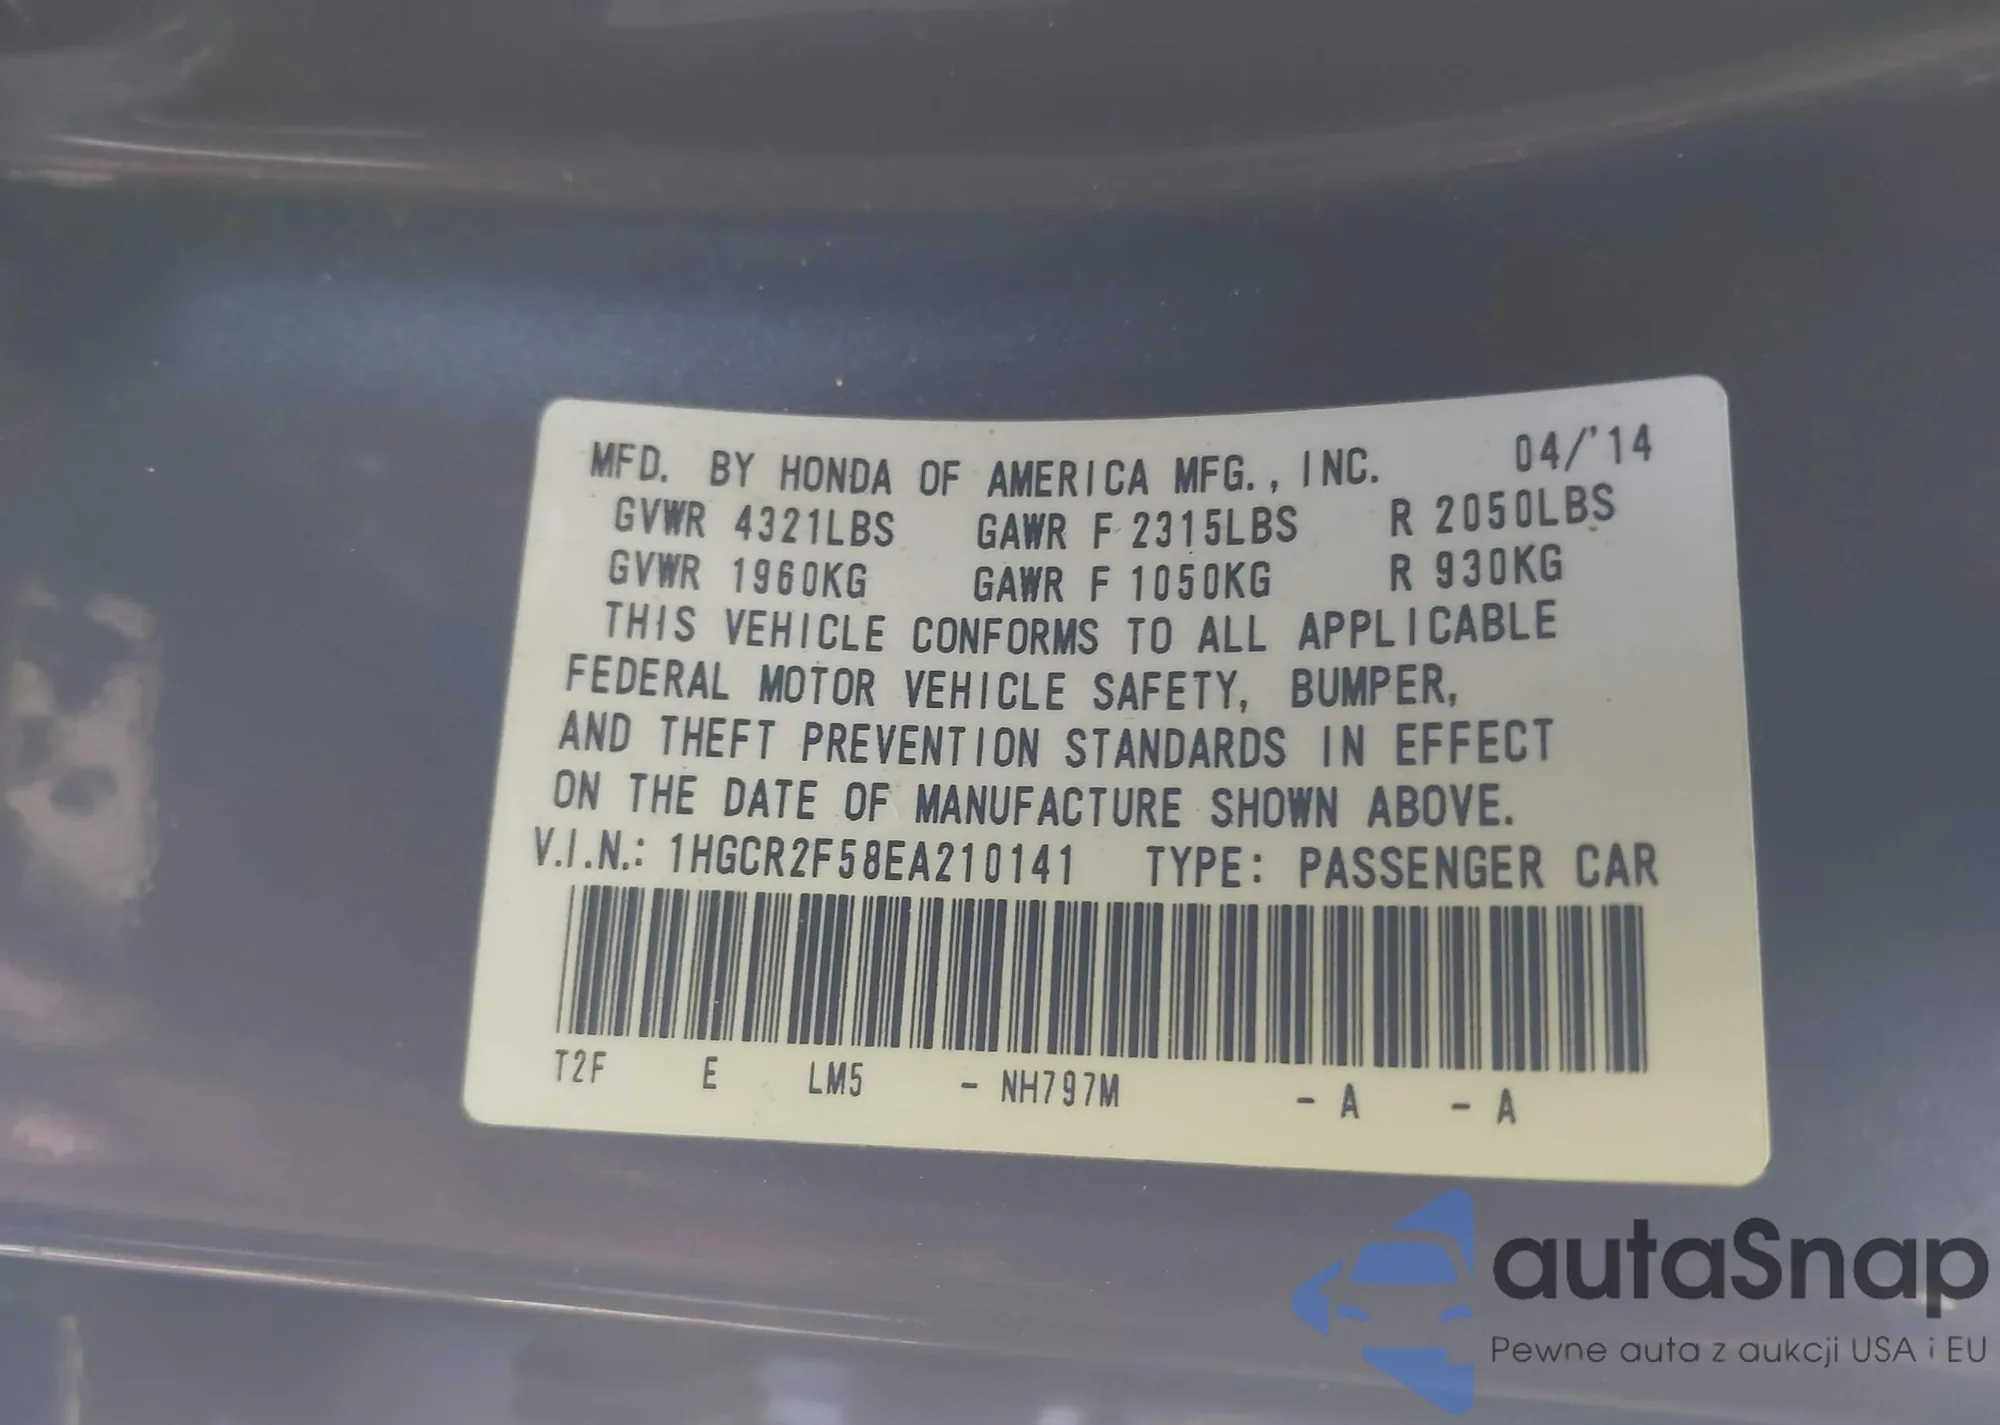 MFD. BY HONDA OF AMERICA MFG., INC. 04/'14
GVWR 4321LBS GAWR F 2315LBS R 2050LBS
GVWR 1960KG GAWR F 1050KG R 930KG
THIS VEHICLE CONFORMS TO ALL APPLICABLE
FEDERAL MOTOR VEHICLE SAFETY, BUMPER,
AND THEFT PREVENTION STANDARDS IN EFFECT
ON THE DATE OF MANUFACTURE SHOWN ABOVE.
V.I.N.: 1HGCR2F58EA210141 TYPE: PASSENGER CAR
T2F E LM5 - NH797M - A - A
autaSnap
Pewne auta z aukcji USA i EU